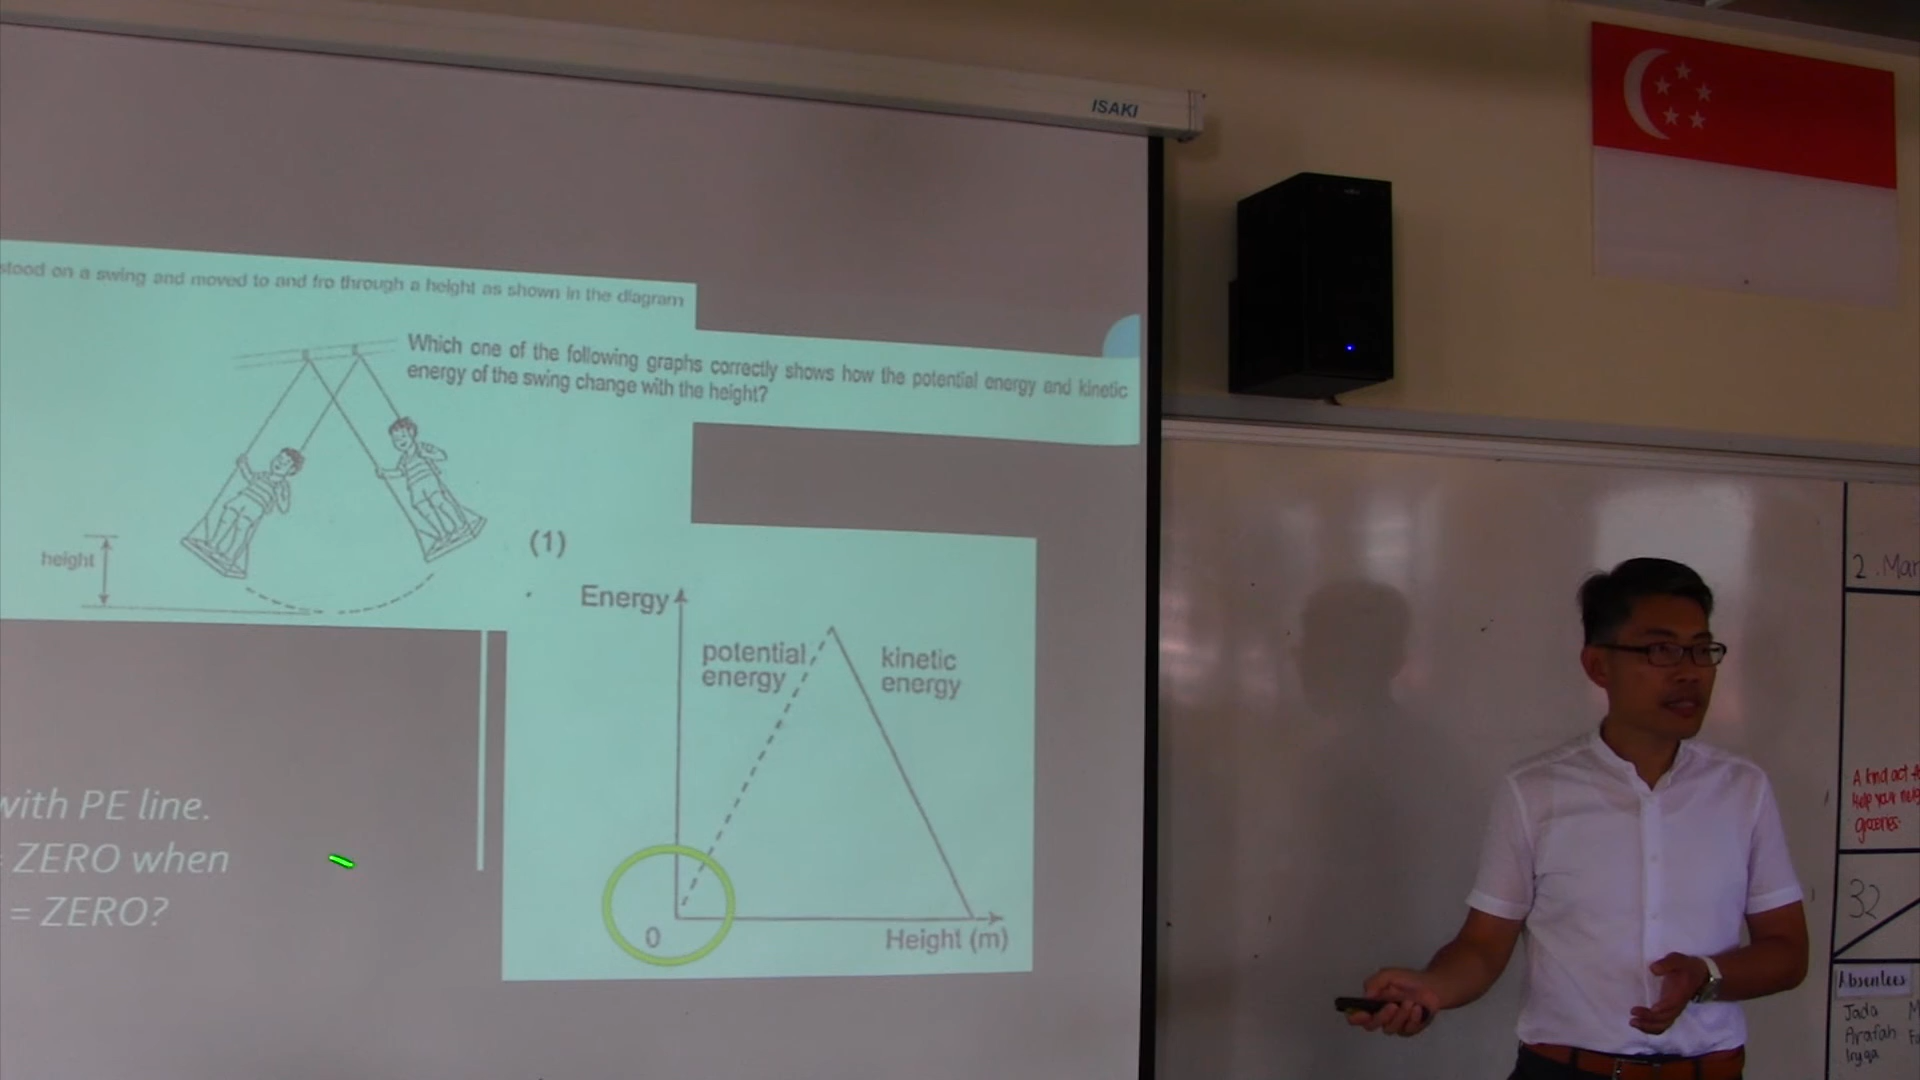 ISAKI
stood on a swing and moved to and fro through a height as shown in the diagram
Which one of the following graphs correctly shows how the potential energy and kinetic
energy of the swing change with the height?
height
(1)
Energy
potential
energy
kinetic
energy
0
Height (m)
with PE line.
= ZERO when
= ZERO?
2. Mar
A kind act
Help your neig
groceries.
32
Absentees
Jada M
Arafah
Iryqa